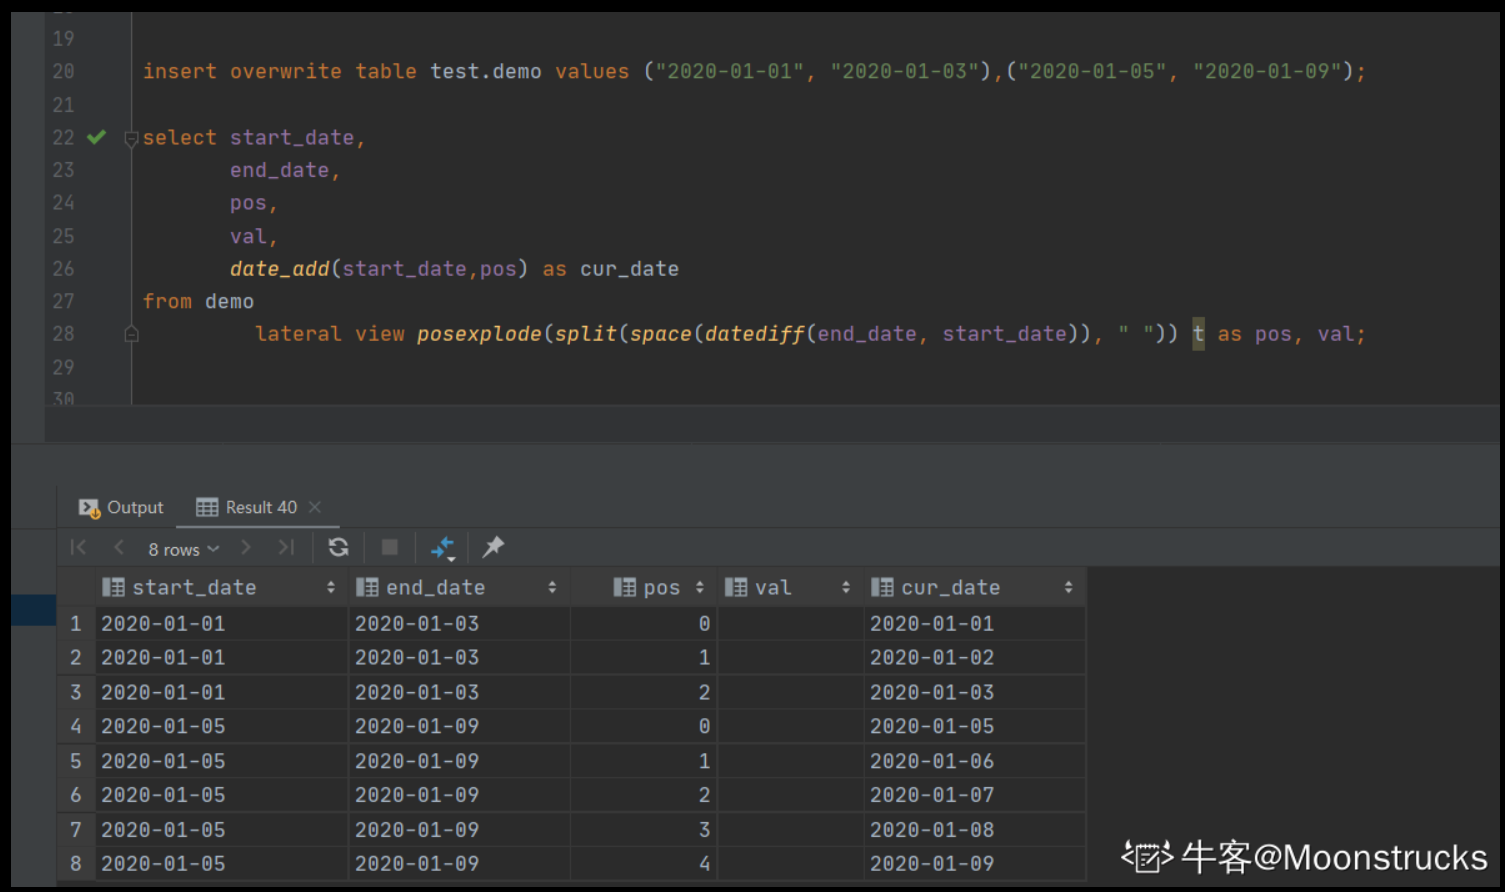 19
20 insert overwrite table test.demo values ("2020-01-01", "2020-01-03"),("2020-01-05", "2020-01-09");
21
22 select start_date,
23 end_date,
24 pos,
25 val,
26 date_add(start_date,pos) as cur_date
27 from demo
28 lateral view posexplode(split(space(datediff(end_date, start_date)), " ")) t as pos, val;
29
30
Output Result 40
8 rows
start_date end_date pos val cur_date
1 2020-01-01 2020-01-03 0 2020-01-01
2 2020-01-01 2020-01-03 1 2020-01-02
3 2020-01-01 2020-01-03 2 2020-01-03
4 2020-01-05 2020-01-09 0 2020-01-05
5 2020-01-05 2020-01-09 1 2020-01-06
6 2020-01-05 2020-01-09 2 2020-01-07
7 2020-01-05 2020-01-09 3 2020-01-08
8 2020-01-05 2020-01-09 4 2020-01-09
牛客@Moonstrucks